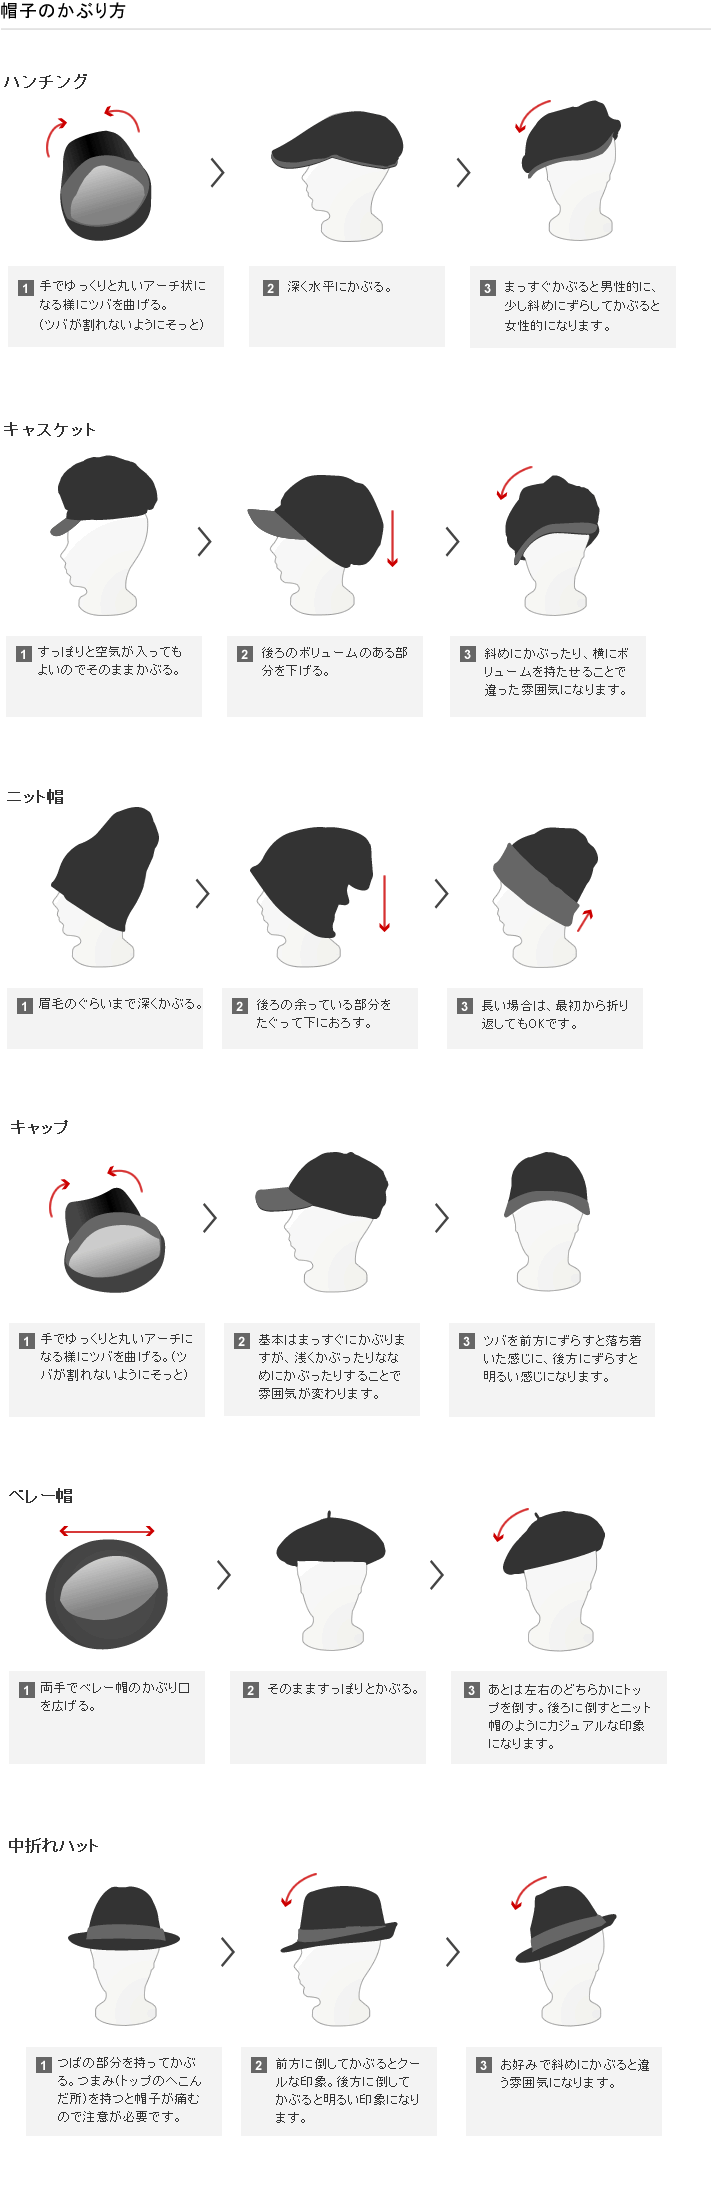 帽子のかぶり方
ハンチング
1 手でゆっくりと丸いアーチ状に
なる様にツバを曲げる。
(ツバが割れないようにそっと)
2 深く水平にかぶる。
3 まっすぐかぶると男性的に、
少し斜めにずらしてかぶると
女性的になります。
キャスケット
1 すっぽりと空気が入っても
よいのでそのままかぶる。
2 後ろのボリュームのある部
分を下げる。
3 斜めにかぶったり、横にボ
リュームを持たせることで
違った雰囲気になります。
ニット帽
1 眉毛のぐらいまで深くかぶる。
2 後ろの余っている部分を
たぐって下におろす。
3 長い場合は、最初から折り
返してもOKです。
キャップ
1 手でゆっくりと丸いアーチに
なる様にツバを曲げる。(ツ
バが割れないようにそっと)
2 基本はまっすぐにかぶりま
すが、浅くかぶったりなな
めにかぶったりすることで
雰囲気が変わります。
3 ツバを前方にずらすと落ち着
いた感じに、後方にずらすと
明るい感じになります。
ベレー帽
1 両手でベレー帽のかぶり口
を広げる。
2 そのますっぽりとかぶる。
3 あとは左右のどちらかにトッ
プを倒す。後ろに倒すとニット
帽のようにカジュアルな印象
になります。
中折れハット
1 つばの部分を持ってかぶ
る。つまみ(トップのへこん
だ所)を持つと帽子が痛む
ので注意が必要です。
2 前方に倒してかぶるとクー
ルな印象。後方に倒して
かぶると明るい印象になり
ます。
3 お好みで斜めにかぶると違
う雰囲気になります。